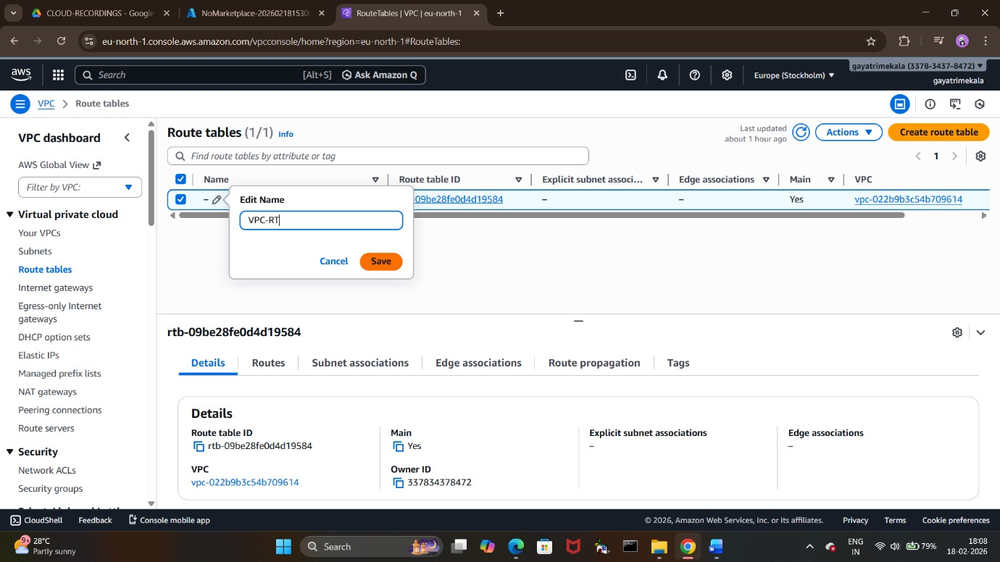 CLOUD-RECORDINGS - Google
NoMarketplace-202602181530
RouteTables | VPC | eu-north-1
eu-north-1.console.aws.amazon.com/vpcconsole/home?region=eu-north-1#RouteTables:
aws
Search [Alt+S] Ask Amazon Q
Europe (Stockholm)
gayatrimekala (3378-3437-8472)
gayatrimekala
VPC > Route tables
VPC dashboard
AWS Global View
Filter by VPC:
Virtual private cloud
Your VPCs
Subnets
Route tables
Internet gateways
Egress-only Internet
gateways
DHCP option sets
Elastic IPs
Managed prefix lists
NAT gateways
Peering connections
Route servers
Security
Network ACLs
Security groups
Route tables (1/1) Info
Last updated
about 1 hour ago
Actions
Create route table
Find route tables by attribute or tag
1
Name Route table ID Explicit subnet associ... Edge associations Main VPC
– -09be28fe0d4d19584 – – Yes vpc-022b9b3c54b709614
Edit Name
VPC-RT
Cancel Save
rtb-09be28fe0d4d19584
Details Routes Subnet associations Edge associations Route propagation Tags
Details
Route table ID
rtb-09be28fe0d4d19584
Main
Yes
Explicit subnet associations
–
Edge associations
–
VPC
vpc-022b9b3c54b709614
Owner ID
337834378472
CloudShell Feedback Console mobile app © 2026, Amazon Web Services, Inc. or its affiliates. Privacy Terms Cookie preferences
9+
28°C
Partly sunny
Search
ENG
IN
79%
18:08
18-02-2026